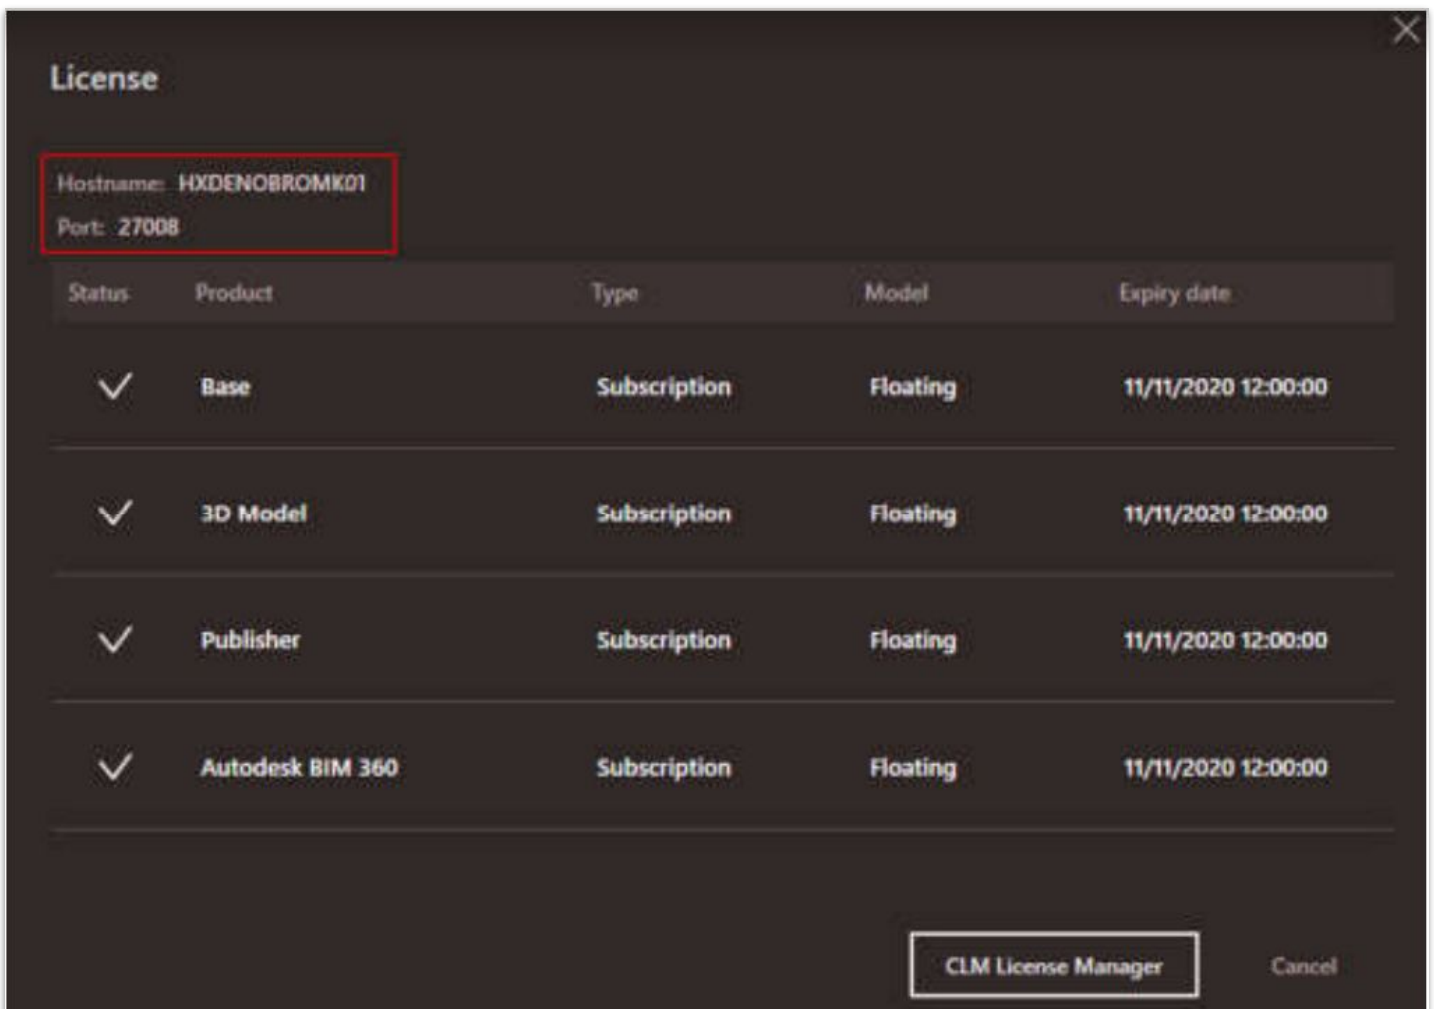 License
Hostname: HXDENOBROMK01
Port: 27008
Status Product Type Model Expiry date
Base Subscription Floating 11/11/2020 12:00:00
3D Model Subscription Floating 11/11/2020 12:00:00
Publisher Subscription Floating 11/11/2020 12:00:00
Autodesk BIM 360 Subscription Floating 11/11/2020 12:00:00
CLM License Manager Cancel